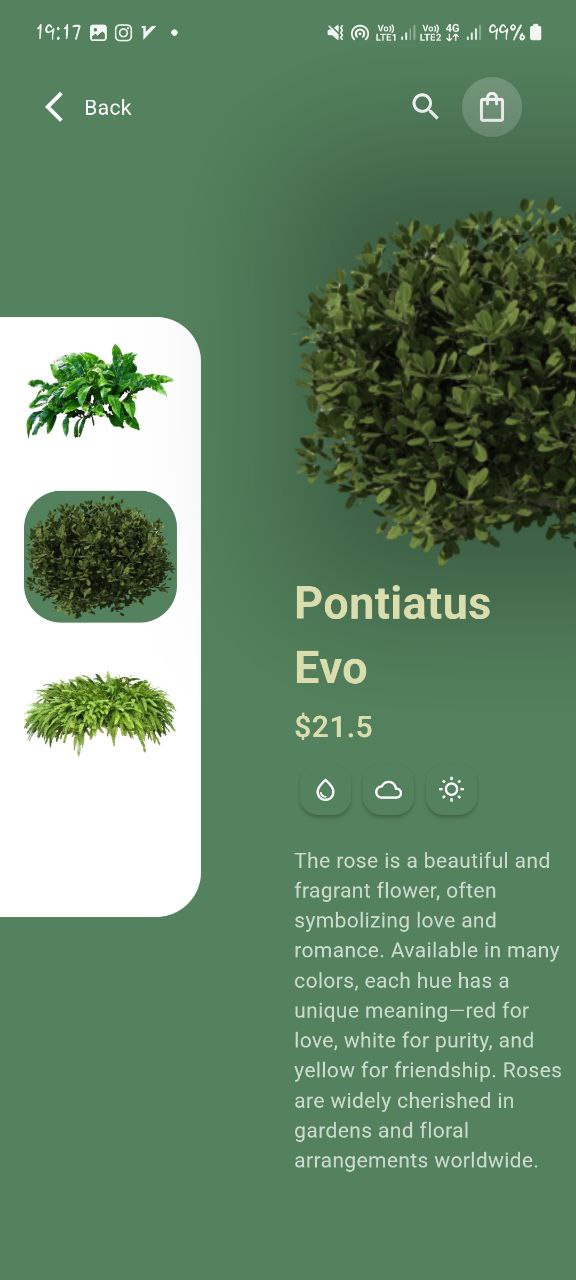 19:17
Vo)) LTE1 Vo)) LTE2 4G 99%
Back
Pontiatus
Evo
$21.5
The rose is a beautiful and
fragrant flower, often
symbolizing love and
romance. Available in many
colors, each hue has a
unique meaning—red for
love, white for purity, and
yellow for friendship. Roses
are widely cherished in
gardens and floral
arrangements worldwide.